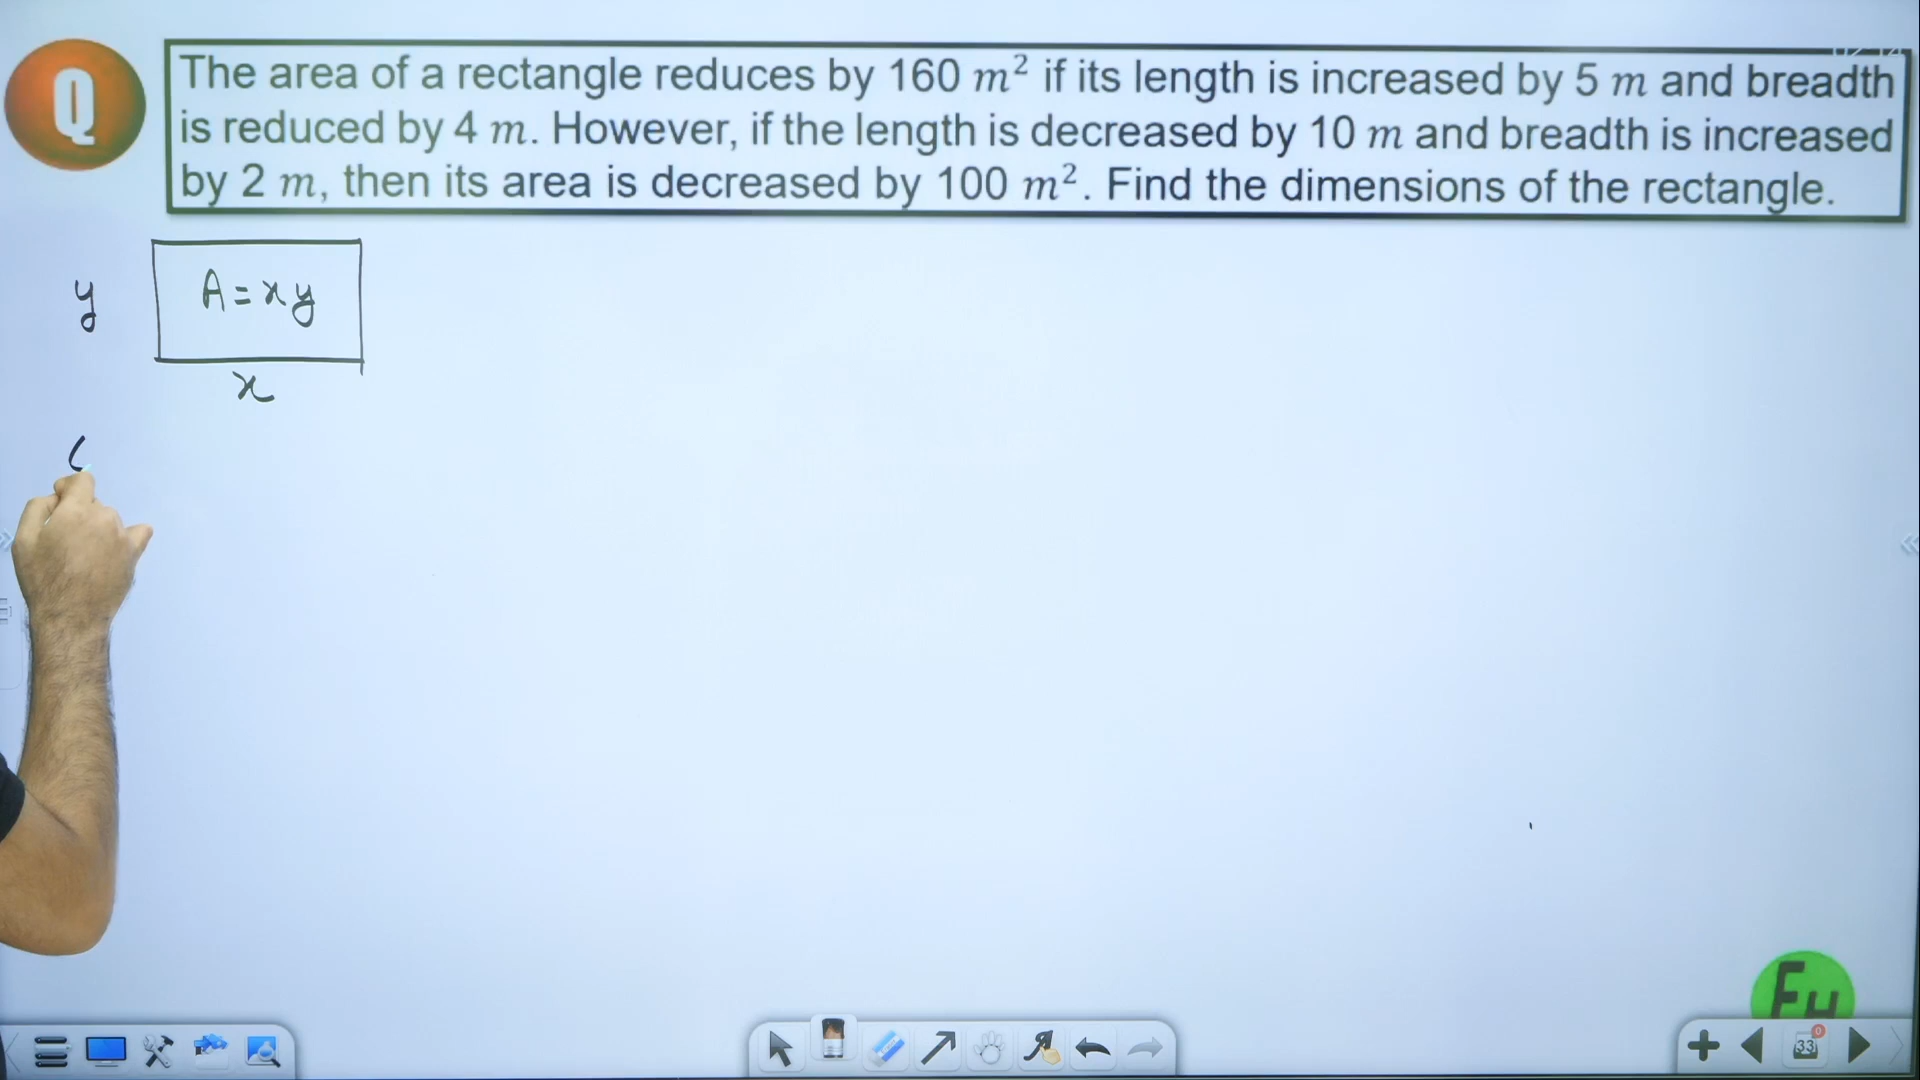 Q
The area of a rectangle reduces by 160 m² if its length is increased by 5 m and breadth
is reduced by 4 m. However, if the length is decreased by 10 m and breadth is increased
by 2 m, then its area is decreased by 100 m². Find the dimensions of the rectangle.
y
A = xy
x
(
33
0